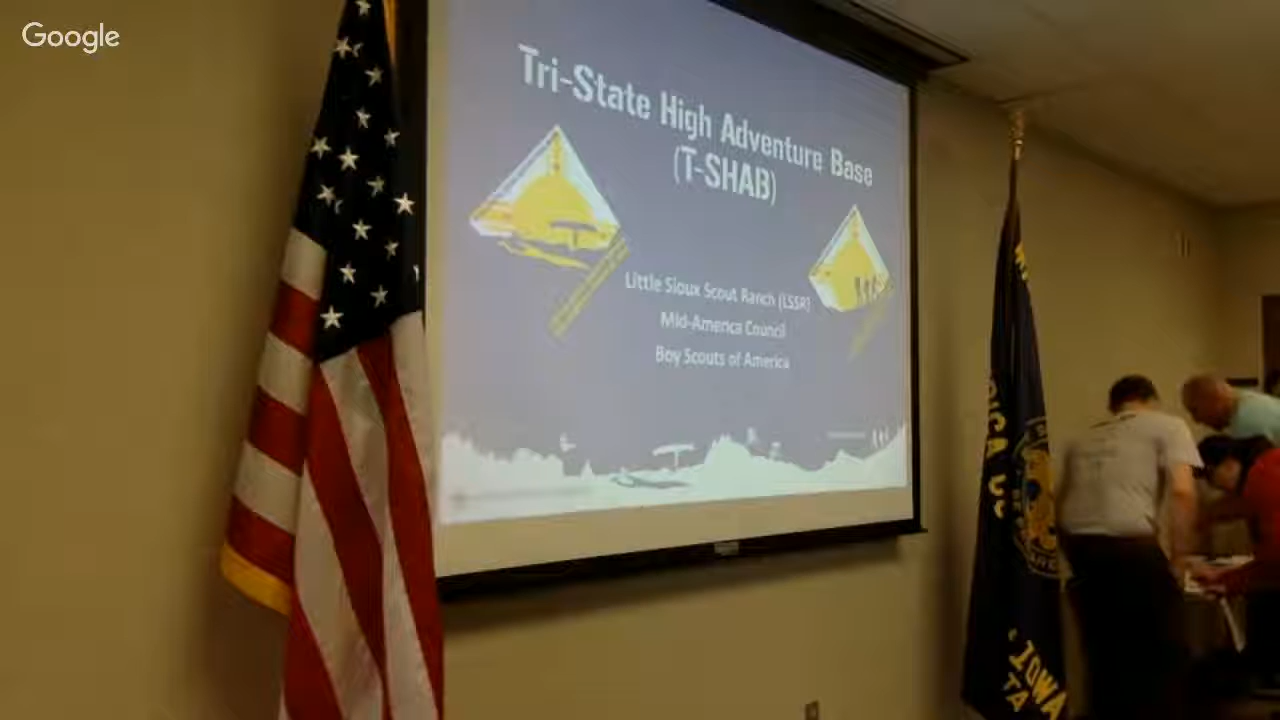 Google
Tri-State High Adventure Base
(T-SHAB)
Little Sioux Scout Ranch (LSSR)
Mid-America Council
Boy Scouts of America
IOWA